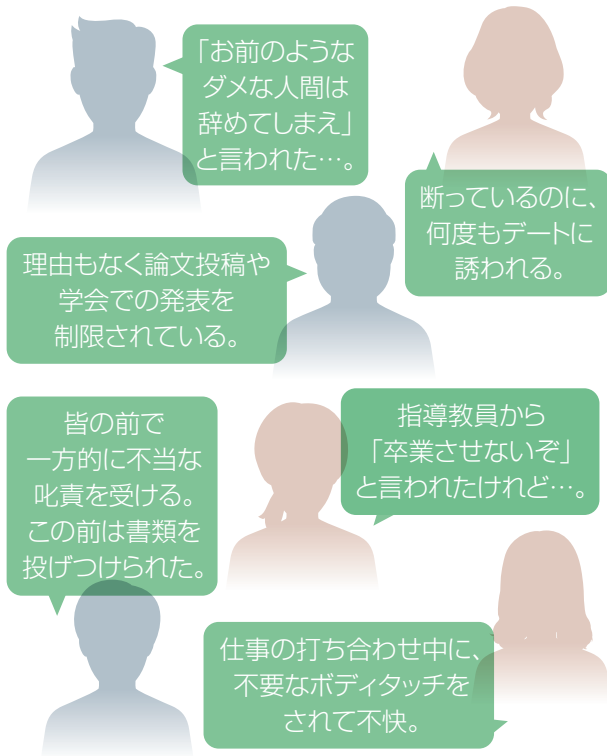 「お前のような
ダメな人間は
辞めてしまえ」
と言われた…。
断っているのに、
何度もデートに
誘われる。
理由もなく論文投稿や
学会での発表を
制限されている。
皆の前で
一方的に不当な
叱責を受ける。
この前は書類を
投げつけられた。
指導教員から
「卒業させないぞ」
と言われたけれど…。
仕事の打ち合わせ中に、
不要なボディタッチを
されて不快。